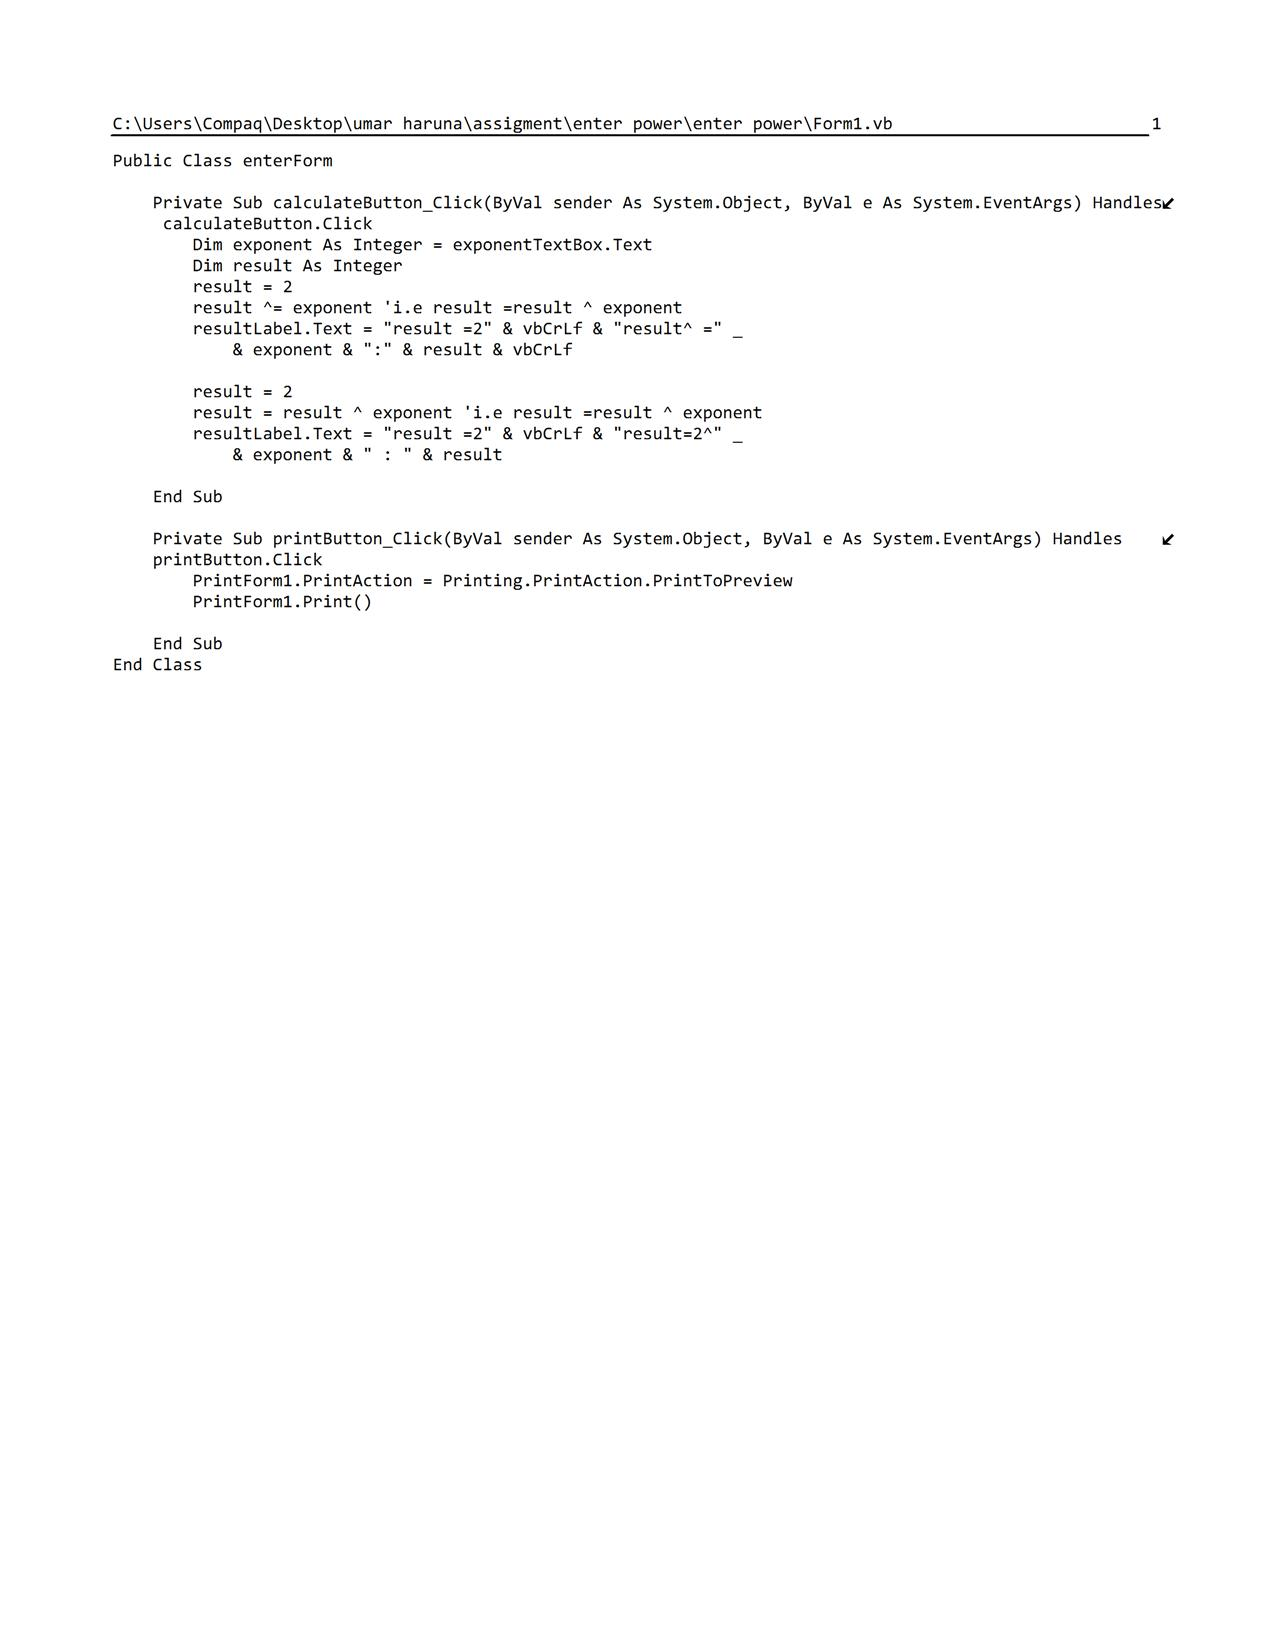 C:\Users\Compaq\Desktop\umar haruna\assigment\enter power\enter power\Form1.vb 1
Public Class enterForm
Private Sub calculateButton_Click(ByVal sender As System.Object, ByVal e As System.EventArgs) Handles↙
calculateButton.Click
Dim exponent As Integer = exponentTextBox.Text
Dim result As Integer
result = 2
result ^= exponent 'i.e result =result ^ exponent
resultLabel.Text = "result =2" & vbCrLf & "result^ =" _
& exponent & ":" & result & vbCrLf
result = 2
result = result ^ exponent 'i.e result =result ^ exponent
resultLabel.Text = "result =2" & vbCrLf & "result=2^" _
& exponent & " : " & result
End Sub
Private Sub printButton_Click(ByVal sender As System.Object, ByVal e As System.EventArgs) Handles ↙
printButton.Click
PrintForm1.PrintAction = Printing.PrintAction.PrintToPreview
PrintForm1.Print()
End Sub
End Class